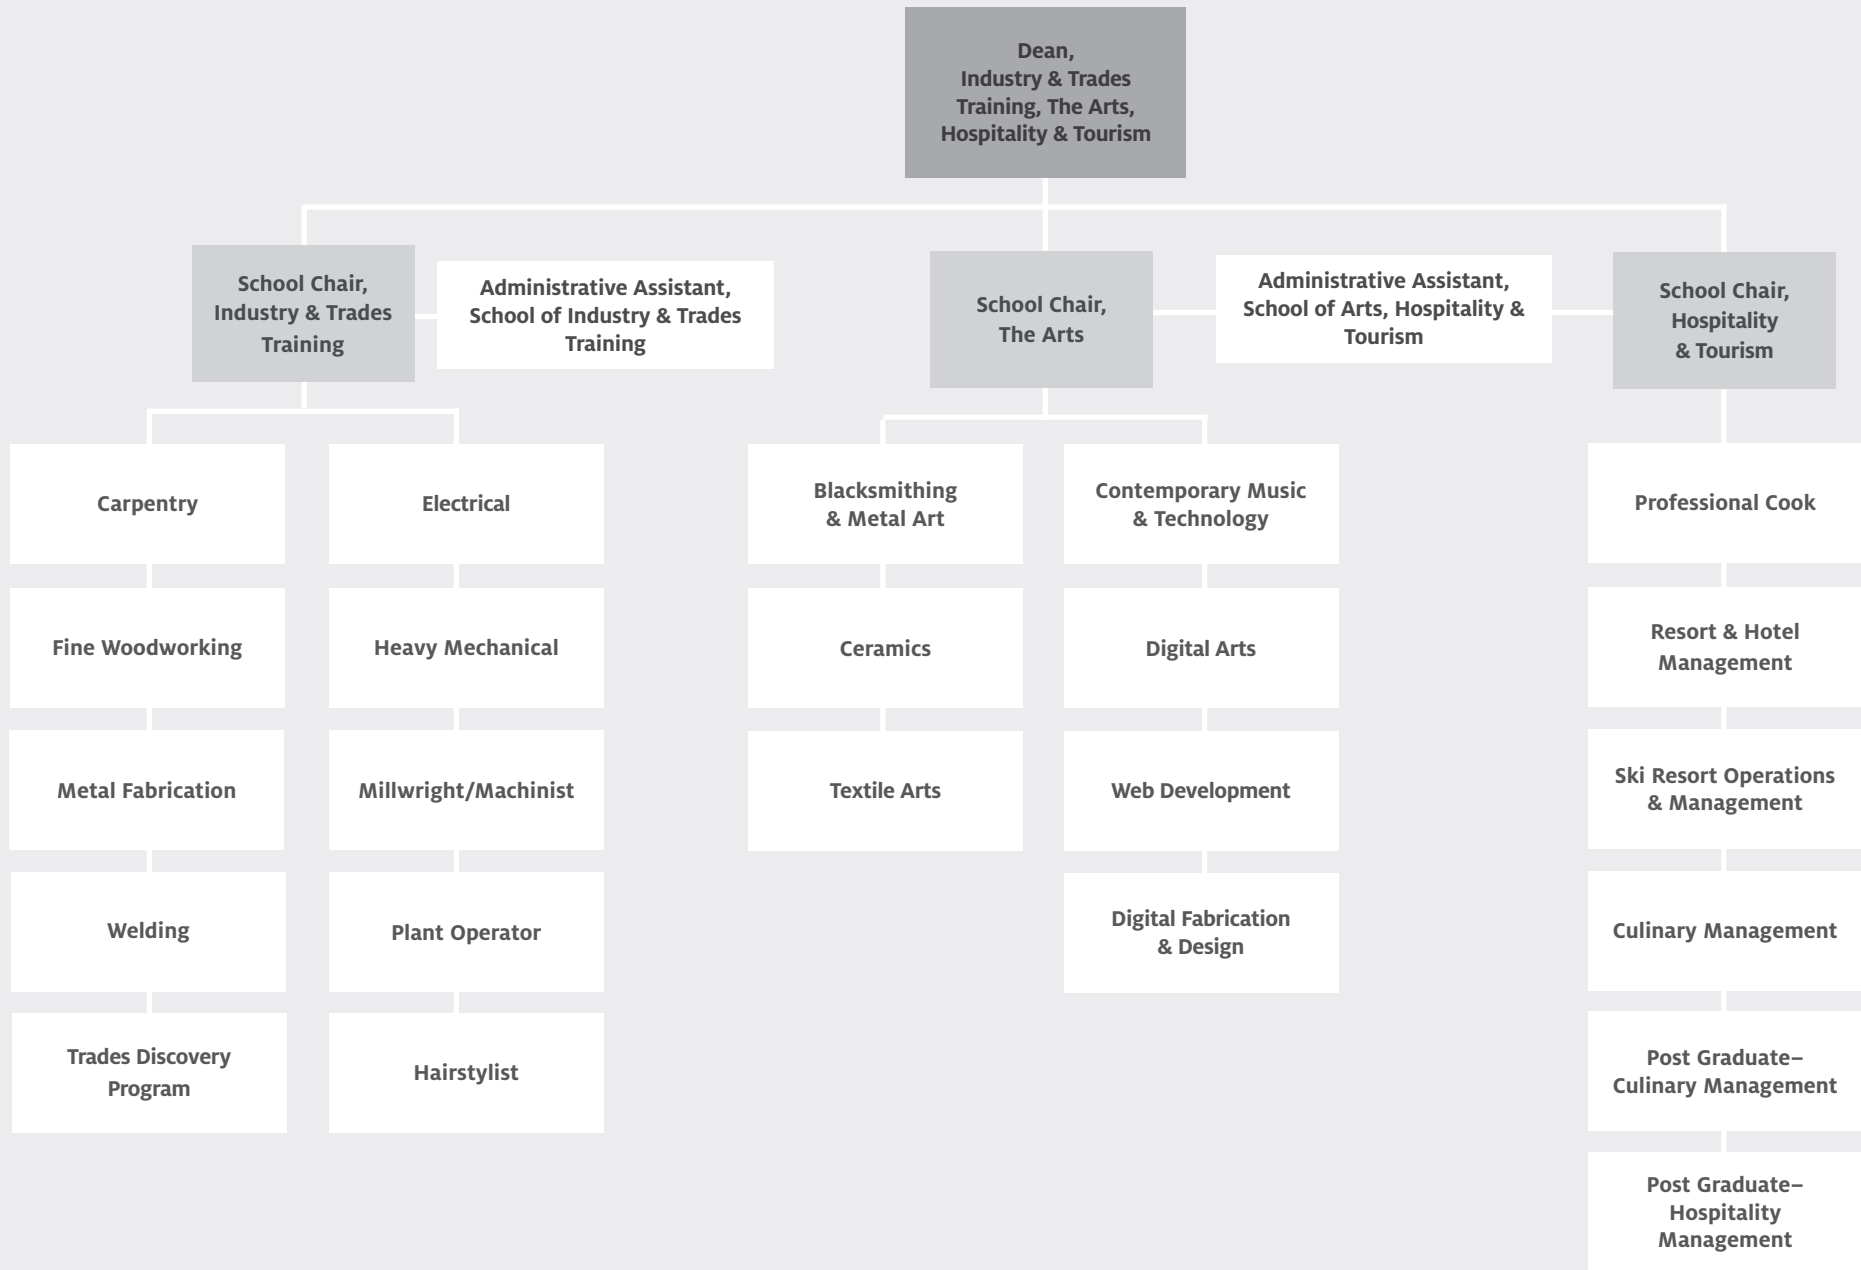 Dean,
Industry & Trades
Training, The Arts,
Hospitality & Tourism
School Chair,
Industry & Trades
Training
Administrative Assistant,
School of Industry & Trades
Training
School Chair,
The Arts
Administrative Assistant,
School of Arts, Hospitality &
Tourism
School Chair,
Hospitality
& Tourism
Carpentry
Fine Woodworking
Metal Fabrication
Welding
Trades Discovery
Program
Electrical
Heavy Mechanical
Millwright/Machinist
Plant Operator
Hairstylist
Blacksmithing
& Metal Art
Ceramics
Textile Arts
Contemporary Music
& Technology
Digital Arts
Web Development
Digital Fabrication
& Design
Professional Cook
Resort & Hotel
Management
Ski Resort Operations
& Management
Culinary Management
Post Graduate–
Culinary Management
Post Graduate–
Hospitality
Management